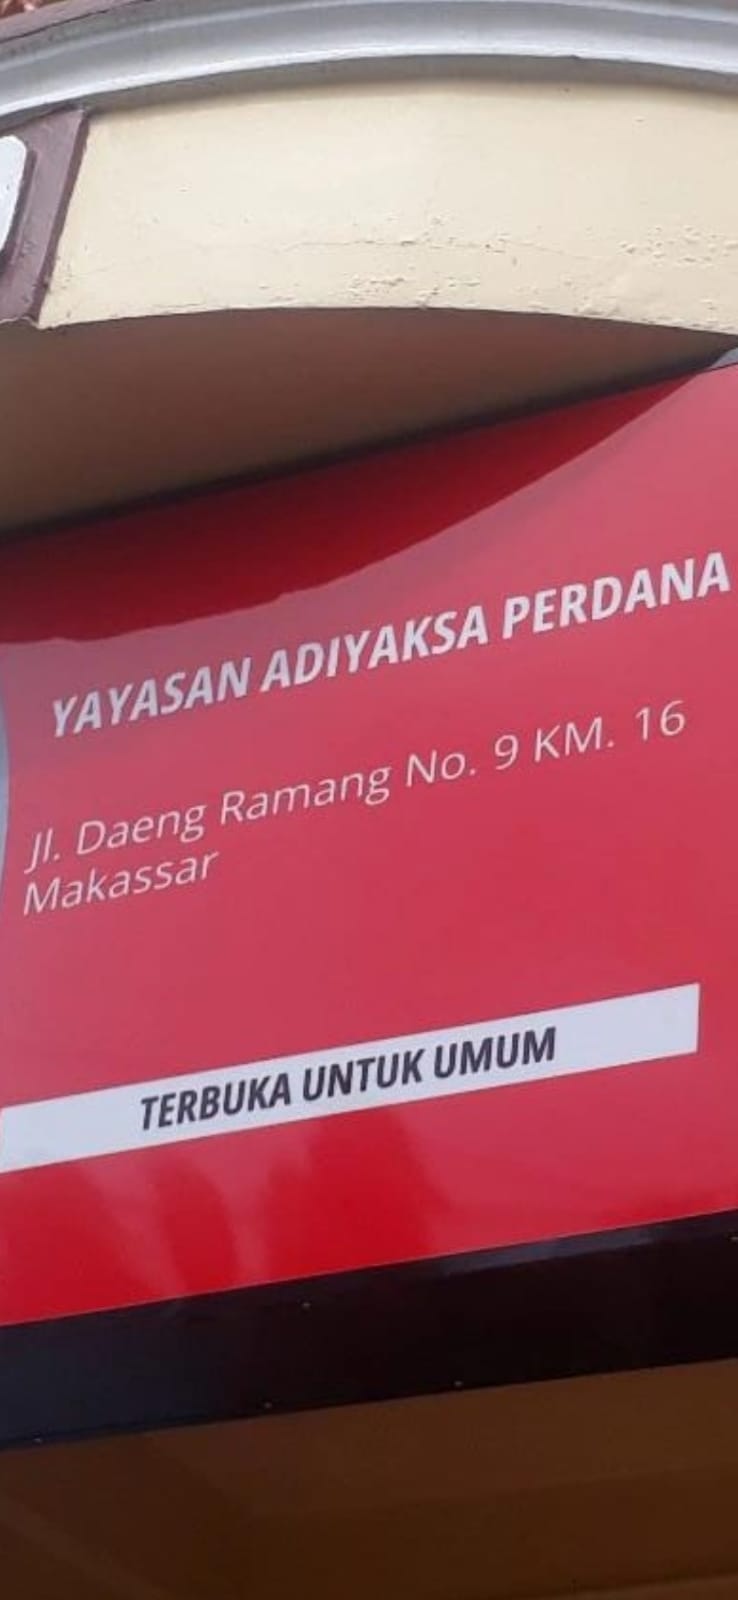 YAYASAN ADIYAKSA PERDANA
Jl. Daeng Ramang No. 9 KM. 16
Makassar
TERBUKA UNTUK UMUM